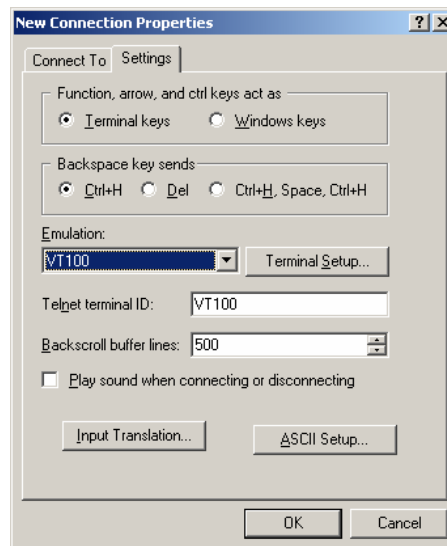 New Connection Properties
Connect To Settings
Function, arrow, and ctrl keys act as
Terminal keys Windows keys
Backspace key sends
Ctrl+H Del Ctrl+H, Space, Ctrl+H
Emulation:
VT100 Terminal Setup...
Telnet terminal ID: VT100
Backscroll buffer lines: 500
Play sound when connecting or disconnecting
Input Translation... ASCII Setup...
OK Cancel